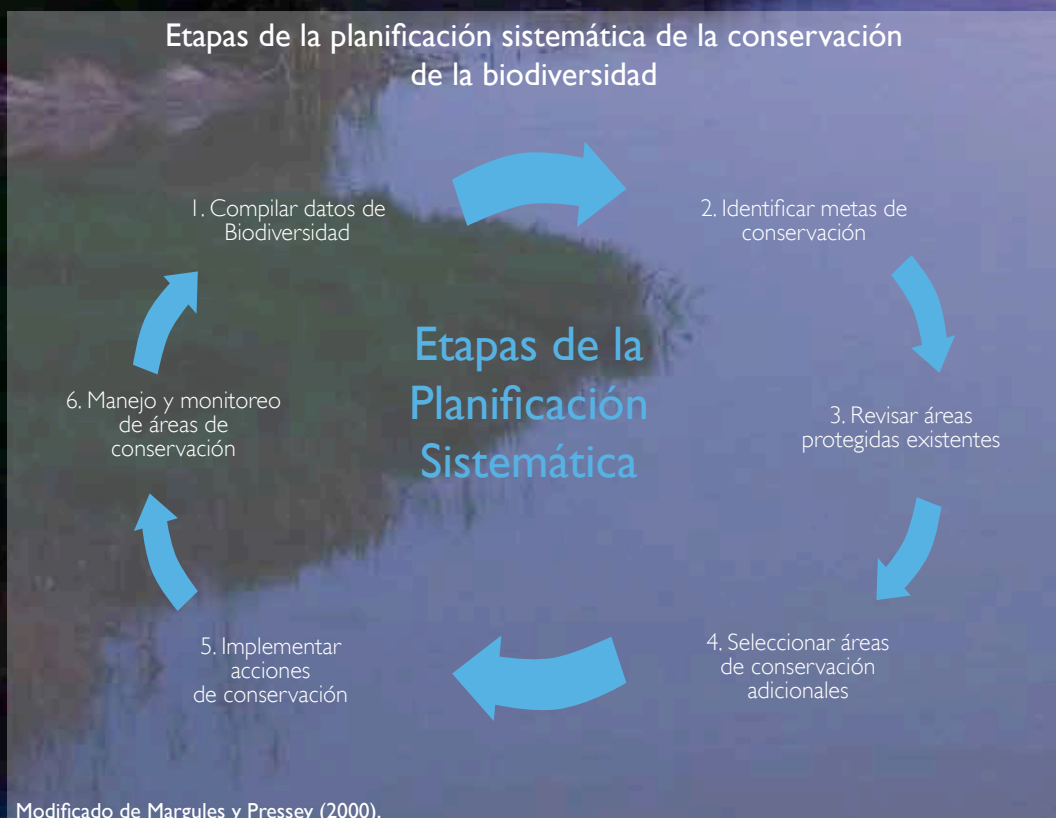 Etapas de la planificación sistemática de la conservación
de la biodiversidad
1. Compilar datos de
Biodiversidad
2. Identificar metas de
conservación
3. Revisar áreas
protegidas existentes
4. Seleccionar áreas
de conservación
adicionales
5. Implementar
acciones
de conservación
6. Manejo y monitoreo
de áreas de
conservación
Etapas de la
Planificación
Sistemática
Modificado de Margules y Pressey (2000).